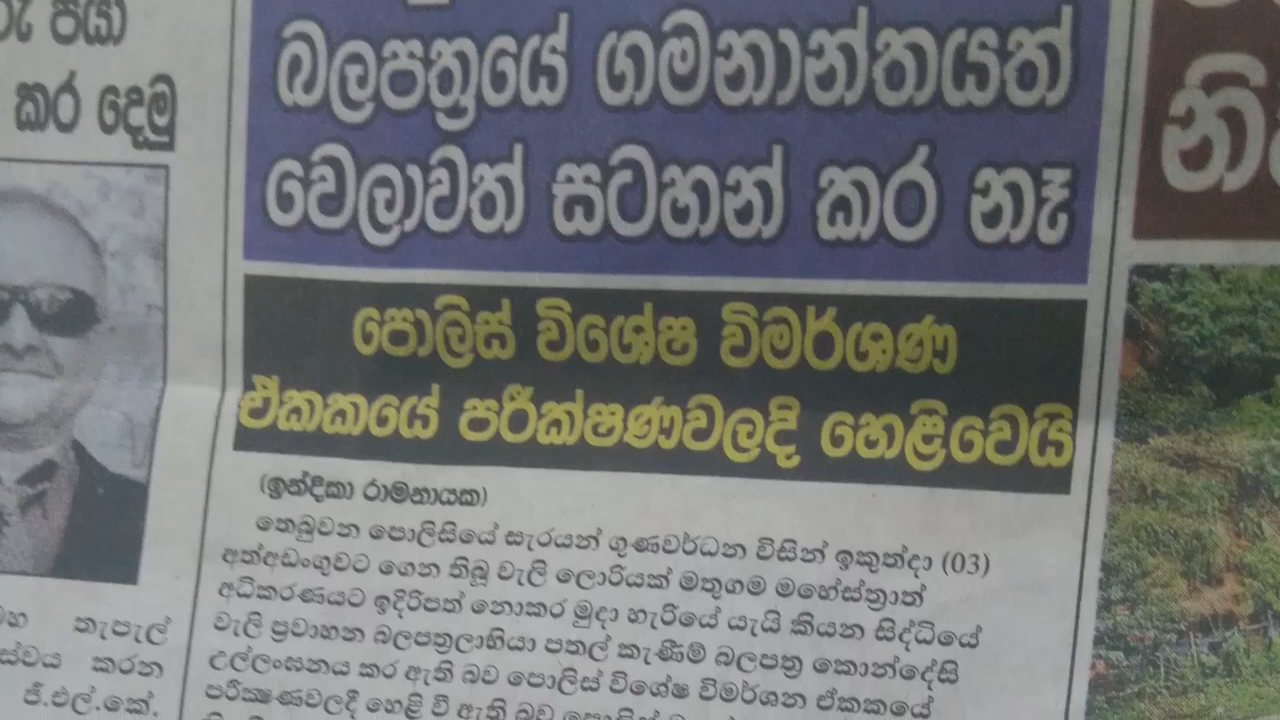 පයා
කර දෙමු
බලපත්‍රයේ ගමනාන්තයත්
වෙලාවත් සටහන් කර නෑ
පොලිස් විශේෂ විමර්ශණ
ඒකකයේ පරීක්ෂණවලදි හෙළිවෙයි
(ඉන්දිකා රාමනායක)
තෙබුවන පොලිසියේ සැරයන් ගුණවර්ධන විසින් ඉකුත්දා (03)
අත්අඩංගුවට ගෙන තිබූ වැලි ලොරියක් මතුගම මහේස්ත්‍රාත්
අධිකරණයට ඉදිරිපත් නොකර මුදා හැරියේ යැයි කියන සිද්ධියේ
වැලි ප්‍රවාහන බලපත්‍රලාභියා පතල් කැණීම් බලපත්‍ර කොන්දේසි
උල්ලංඝනය කර ඇති බව පොලිස් විශේෂ විමර්ශන ඒකකයේ
පරීක්‍ෂණවලදී හෙළි වී ඇති බව
තැපැල්
කරන
ජී.එල්.කේ.